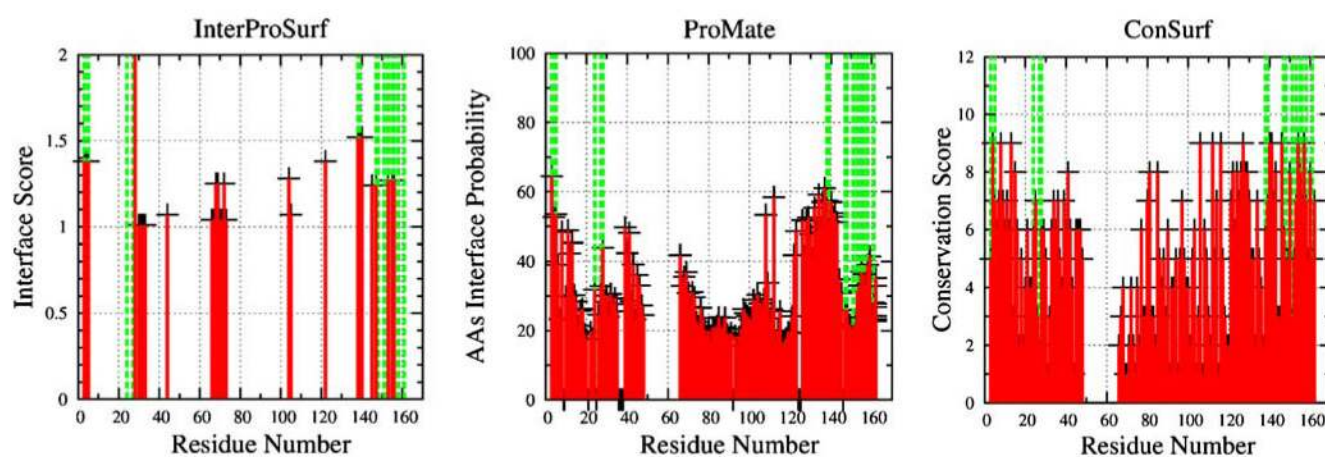 InterProSurf
2
1.5
1
0.5
0
Interface Score
0 20 40 60 80 100 120 140 160
Residue Number
ProMate
100
80
60
40
20
0
AAs Interface Probability
0 20 40 60 80 100 120 140 160
Residue Number
ConSurf
12
10
8
6
4
2
0
Conservation Score
0 20 40 60 80 100 120 140 160
Residue Number